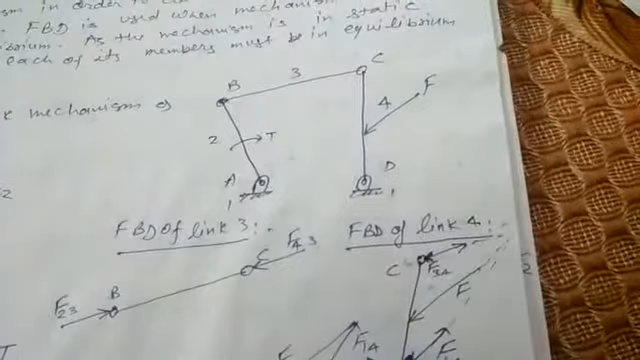 in order to
FBD is used when mechanism
As the mechanism is in static
each of its members must be in equilibrium
mechanism of
B 3 C
F
4
2 T
A D
1 1
FBD of link 3:- FBD of link 4:-
C F43
C F34
F23 B
F
F14